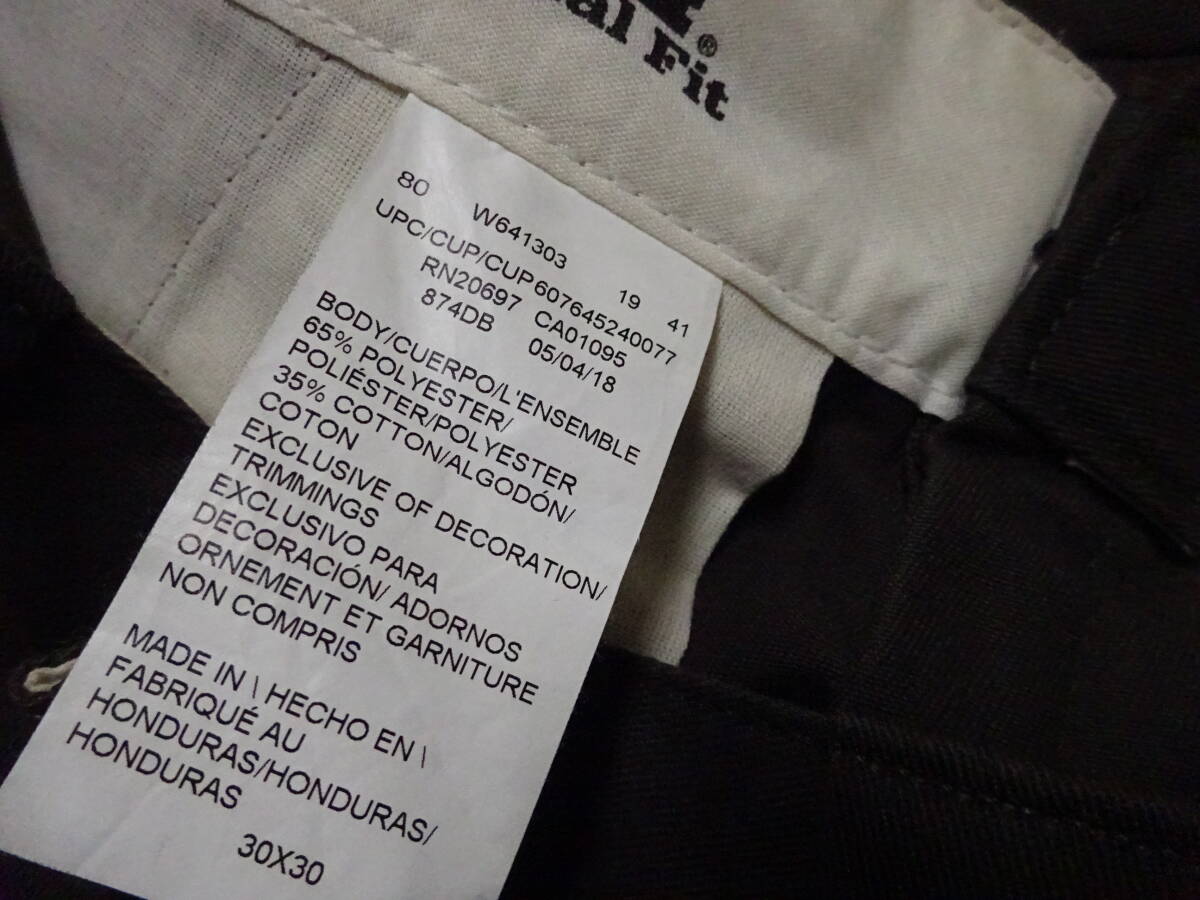 al Fit
80 W641303 19 41
UPC/CUP/CUP 607645240077
RN20697 CA01095
874DB 05/04/18
BODY/CUERPO/L'ENSEMBLE
65% POLYESTER/
POLIÉSTER/POLYESTER
35% COTTON/ALGODÓN/
COTON
EXCLUSIVE OF DECORATION/
TRIMMINGS
EXCLUSIVO PARA
DECORACIÓN/ ADORNOS
ORNEMENT ET GARNITURE
NON COMPRIS
MADE IN \ HECHO EN \
FABRIQUÉ AU
HONDURAS/HONDURAS/
HONDURAS
30X30